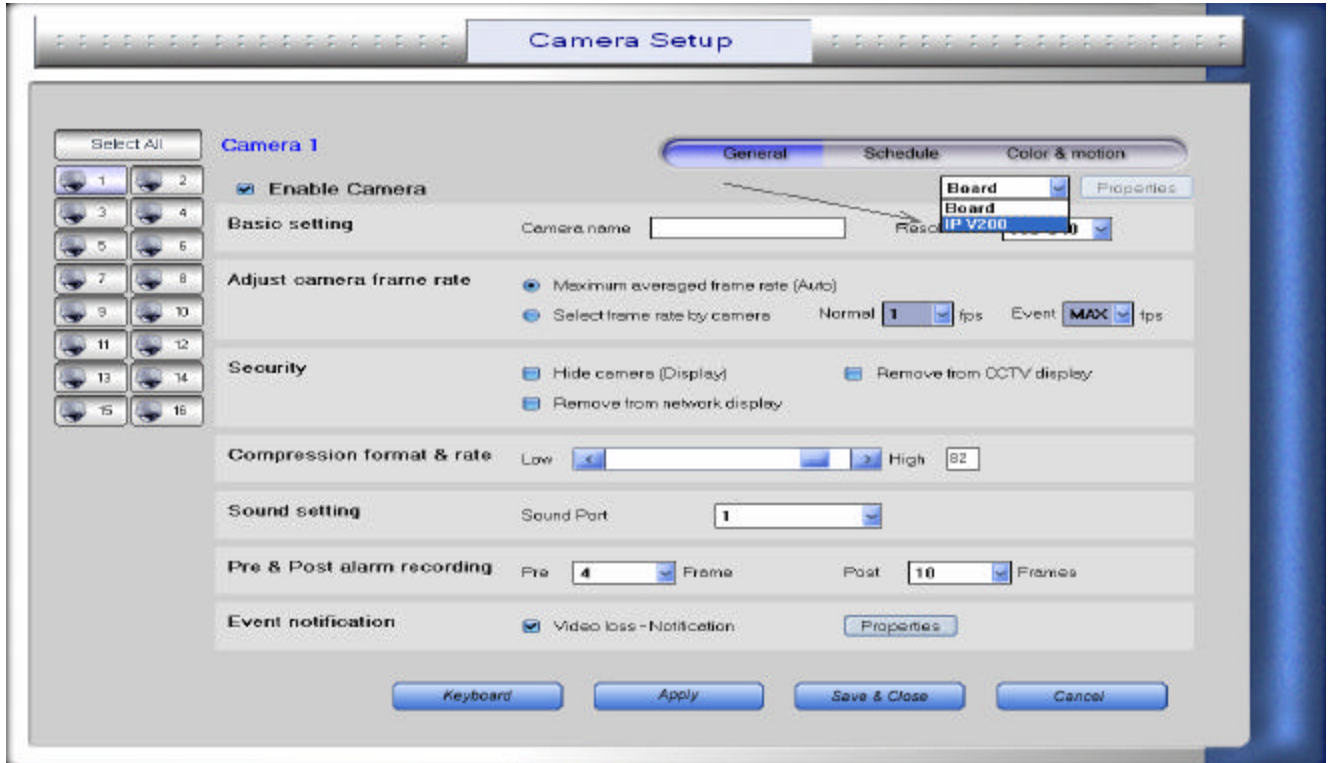 Camera Setup
Select All
Camera 1
General Schedule Color & motion
1 2
3 4
5 6
7 8
9 10
11 12
13 14
15 16
Enable Camera
Board Properties
Board
IP V200
Basic setting Camera name
Adjust camera frame rate Maximum averaged frame rate (Auto)
Select frame rate by camera Normal 1 fps Event MAX fps
Security Hide camera (Display) Remove from CCTV display
Remove from network display
Compression format & rate Low High 82
Sound setting Sound Port 1
Pre & Post alarm recording Pre 4 Frame Post 10 Frames
Event notification Video loss - Notification Properties
Keyboard Apply Save & Close Cancel